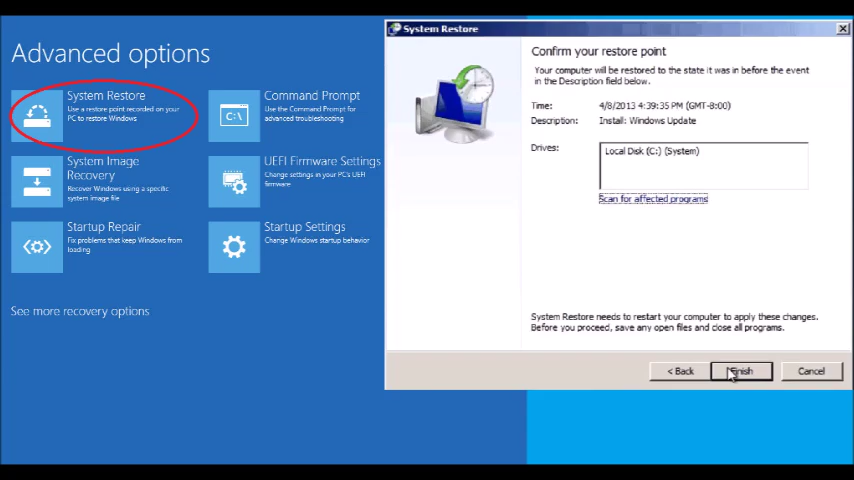 Advanced options
System Restore
Use a restore point recorded on your
PC to restore Windows
Command Prompt
Use the Command Prompt for
advanced troubleshooting
C:\
System Image
Recovery
Recover Windows using a specific
system image file
UEFI Firmware Settings
Change settings in your PC's UEFI
firmware
Startup Repair
Fix problems that keep Windows from
loading
Startup Settings
Change Windows startup behavior
See more recovery options
System Restore
Confirm your restore point
Your computer will be restored to the state it was in before the event
in the Description field below.
Time: 4/8/2013 4:39:35 PM (GMT-8:00)
Description: Install: Windows Update
Drives: Local Disk (C:) (System)
Scan for affected programs
System Restore needs to restart your computer to apply these changes.
Before you proceed, save any open files and close all programs.
< Back Finish Cancel